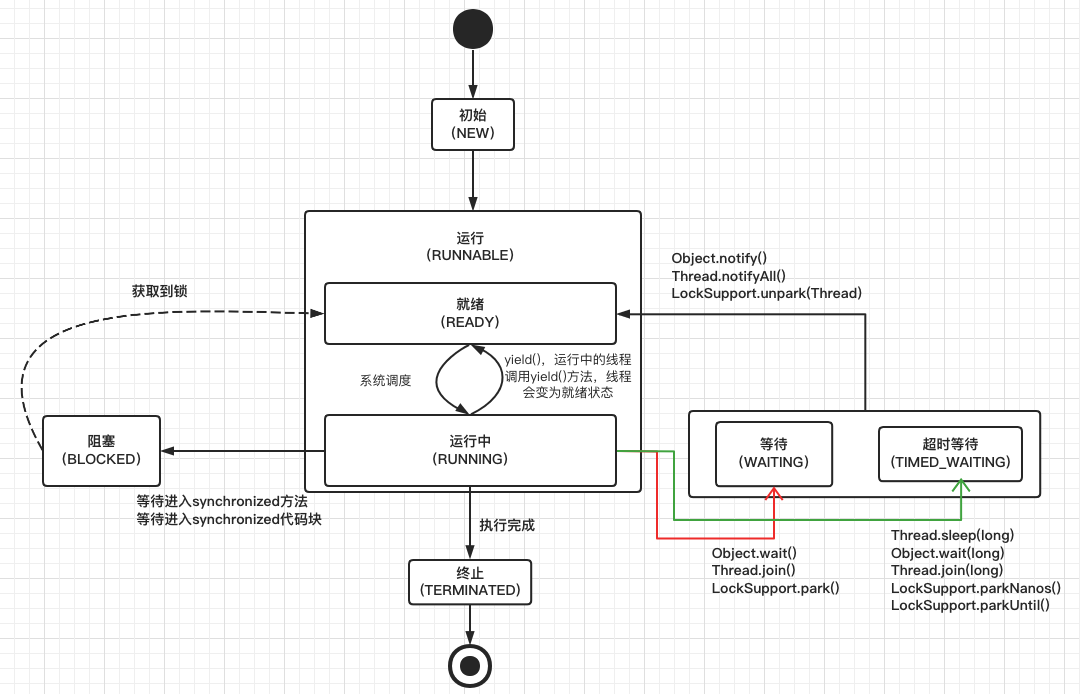 初始
(NEW)
运行
(RUNNABLE)
Object.notify()
Thread.notifyAll()
LockSupport.unpark(Thread)
获取到锁
就绪
(READY)
系统调度
yield()，运行中的线程
调用yield()方法，线程
会变为就绪状态
阻塞
(BLOCKED)
运行中
(RUNNING)
等待
(WAITING)
超时等待
(TIMED_WAITING)
等待进入synchronized方法
等待进入synchronized代码块
执行完成
Object.wait()
Thread.join()
LockSupport.park()
Thread.sleep(long)
Object.wait(long)
Thread.join(long)
LockSupport.parkNanos()
LockSupport.parkUntil()
终止
(TERMINATED)